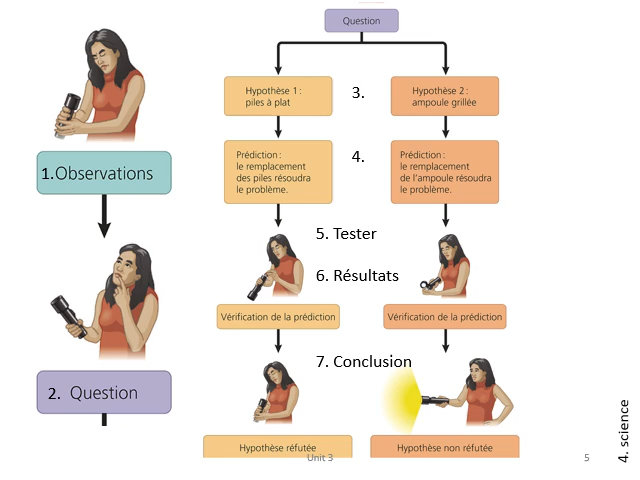 1.Observations
2. Question
Question
Hypothèse 1 :
piles à plat
3.
Hypothèse 2 :
ampoule grillée
Prédiction :
le remplacement
des piles résoudra
le problème.
4.
Prédiction :
le remplacement
de l'ampoule résoudra
le problème.
5. Tester
6. Résultats
Vérification de la prédiction
Vérification de la prédiction
7. Conclusion
Hypothèse réfutée
Hypothèse non réfutée
Unit 3
5
4. science